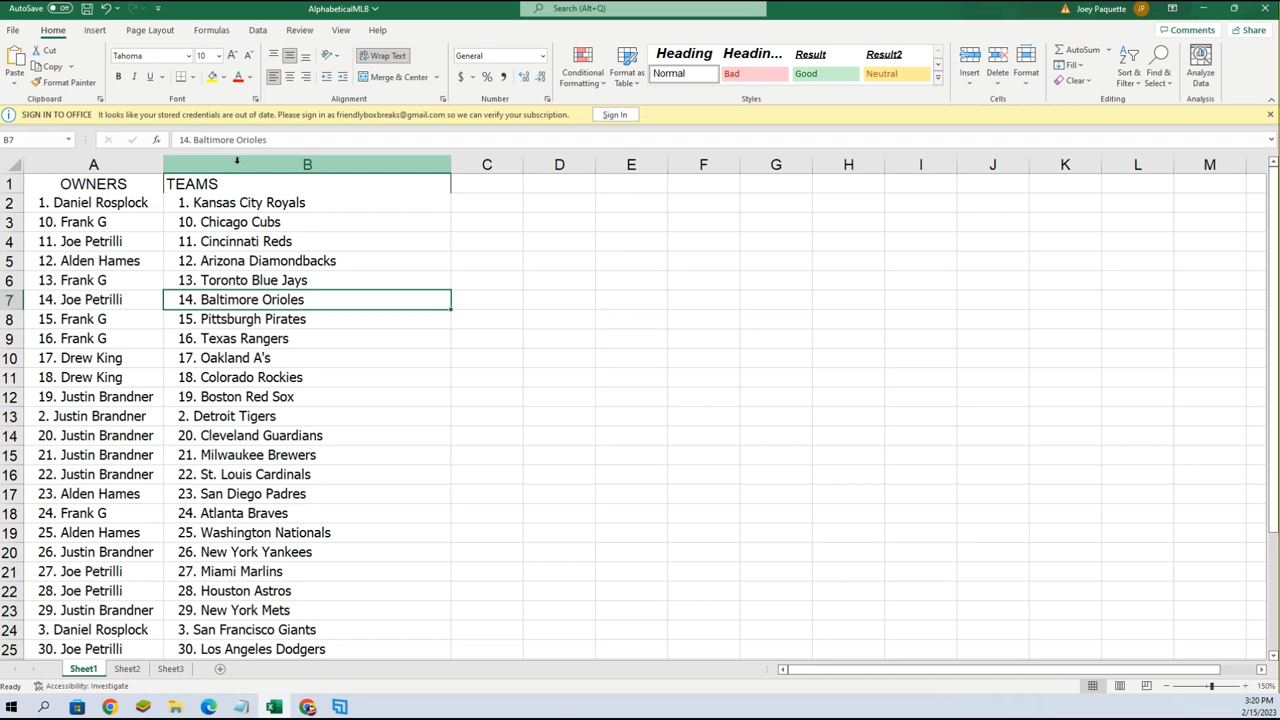 AutoSave Off AlphabeticalMLB Search (Alt+Q) Joey Paquette JP
File Home Insert Page Layout Formulas Data Review View Help Comments Share
Paste Cut Copy Format Painter Clipboard
Tahoma 10 B I U A Font
Wrap Text Merge & Center Alignment
General $ % Number
Conditional Formatting Format as Table
Heading Headin... Result Result2
Normal Bad Good Neutral
Styles
Insert Delete Format Cells
AutoSum Fill Clear Sort & Filter Find & Select Editing
Analyze Data Analysis
SIGN IN TO OFFICE It looks like your stored credentials are out of date. Please sign in as friendlyboxbreaks@gmail.com so we can verify your subscription. Sign In
B7 fx 14. Baltimore Orioles
A B C D E F G H I J K L M
1 OWNERS TEAMS
2 1. Daniel Rosplock 1. Kansas City Royals
3 10. Frank G 10. Chicago Cubs
4 11. Joe Petrilli 11. Cincinnati Reds
5 12. Alden Hames 12. Arizona Diamondbacks
6 13. Frank G 13. Toronto Blue Jays
7 14. Joe Petrilli 14. Baltimore Orioles
8 15. Frank G 15. Pittsburgh Pirates
9 16. Frank G 16. Texas Rangers
10 17. Drew King 17. Oakland A's
11 18. Drew King 18. Colorado Rockies
12 19. Justin Brandner 19. Boston Red Sox
13 2. Justin Brandner 2. Detroit Tigers
14 20. Justin Brandner 20. Cleveland Guardians
15 21. Justin Brandner 21. Milwaukee Brewers
16 22. Justin Brandner 22. St. Louis Cardinals
17 23. Alden Hames 23. San Diego Padres
18 24. Frank G 24. Atlanta Braves
19 25. Alden Hames 25. Washington Nationals
20 26. Justin Brandner 26. New York Yankees
21 27. Joe Petrilli 27. Miami Marlins
22 28. Joe Petrilli 28. Houston Astros
23 29. Justin Brandner 29. New York Mets
24 3. Daniel Rosplock 3. San Francisco Giants
25 30. Joe Petrilli 30. Los Angeles Dodgers
Sheet1 Sheet2 Sheet3
Ready Accessibility: Investigate 150%
3:20 PM
2/15/2023